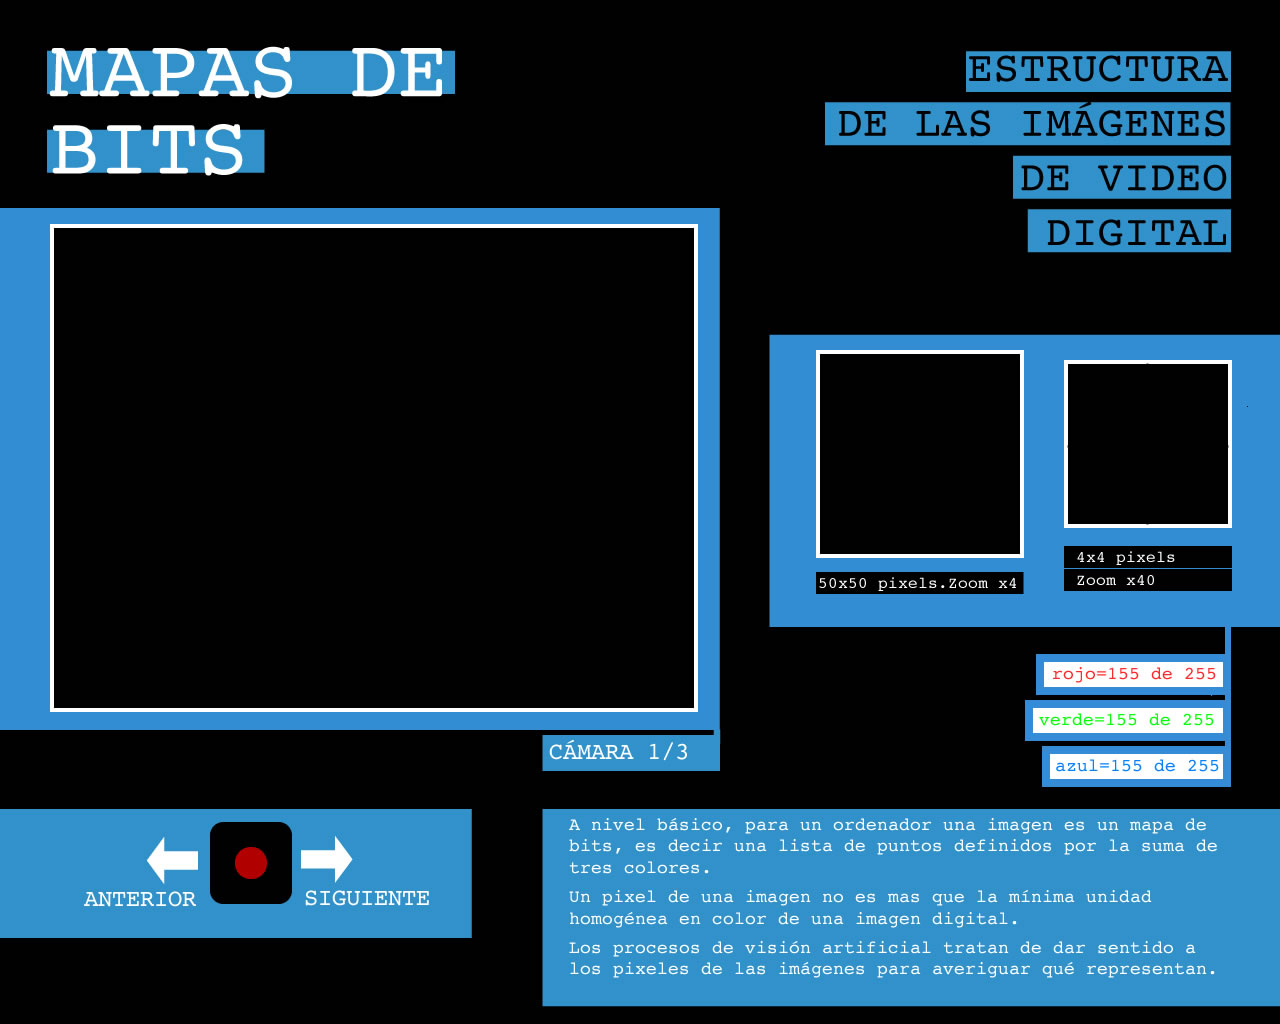 MAPAS DE
BITS
ESTRUCTURA
DE LAS IMÁGENES
DE VIDEO
DIGITAL
50x50 pixels.Zoom x4
4x4 pixels
Zoom x40
rojo=155 de 255
verde=155 de 255
azul=155 de 255
CÁMARA 1/3
ANTERIOR
SIGUIENTE
A nivel básico, para un ordenador una imagen es un mapa de
bits, es decir una lista de puntos definidos por la suma de
tres colores.
Un pixel de una imagen no es mas que la mínima unidad
homogénea en color de una imagen digital.
Los procesos de visión artificial tratan de dar sentido a
los pixeles de las imágenes para averiguar qué representan.